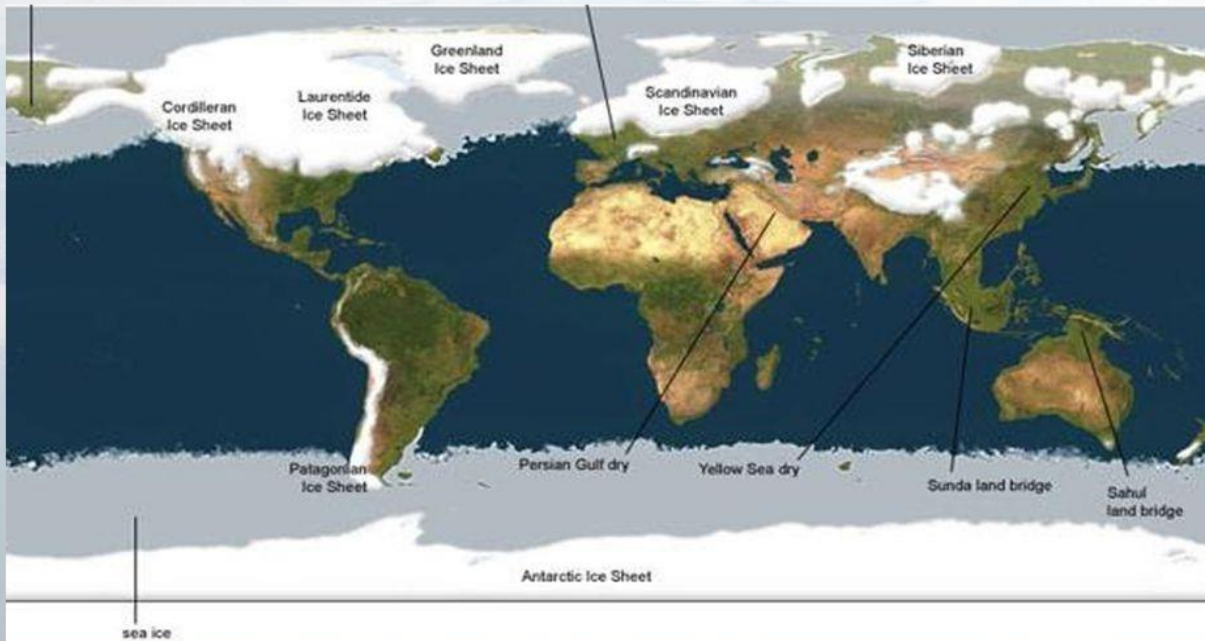 Greenland
Ice Sheet
Siberian
Ice Sheet
Cordilleran
Ice Sheet
Laurentide
Ice Sheet
Scandinavian
Ice Sheet
Patagonian
Ice Sheet
Persian Gulf dry
Yellow Sea dry
Sunda land bridge
Sahul
land bridge
Antarctic Ice Sheet
sea ice